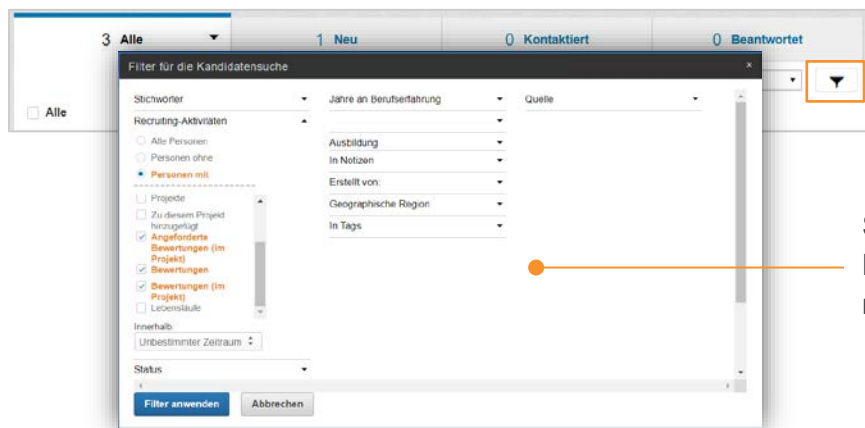 3 Alle
1 Neu
0 Kontaktiert
0 Beantwortet
Alle
Filter für die Kandidatensuche
×
Stichwörter
Jahre an Berufserfahrung
Quelle
Recruiting-Aktivitäten
Alle Personen
Ausbildung
Personen ohne
In Notizen
Personen mit
Erstellt von:
Projekte
Geographische Region
Zu diesem Projekt
hinzugefügt
In Tags
Angeforderte
Bewertungen (im
Projekt)
Bewertungen
Bewertungen (im
Projekt)
Lebensläufe
Innerhalb
Unbestimmter Zeitraum
Status
Filter anwenden
Abbrechen